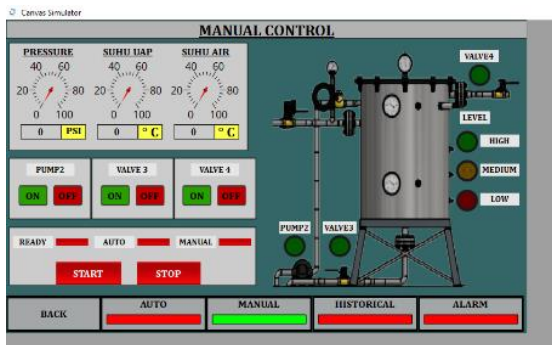 Canvas Simulator
MANUAL CONTROL
PRESSURE SUHU UAP SUHU AIR
40 60 40 60 40 60
20 80 20 80 20 80
0 100 0 100 0 100
0 PSI 0 °C 0 °C
PUMP2 VALVE 3 VALVE 4
ON OFF ON OFF ON OFF
READY AUTO MANUAL
START STOP
VALVE4
LEVEL
HIGH
MEDIUM
LOW
PUMP2 VALVE3
BACK AUTO MANUAL HISTORICAL ALARM